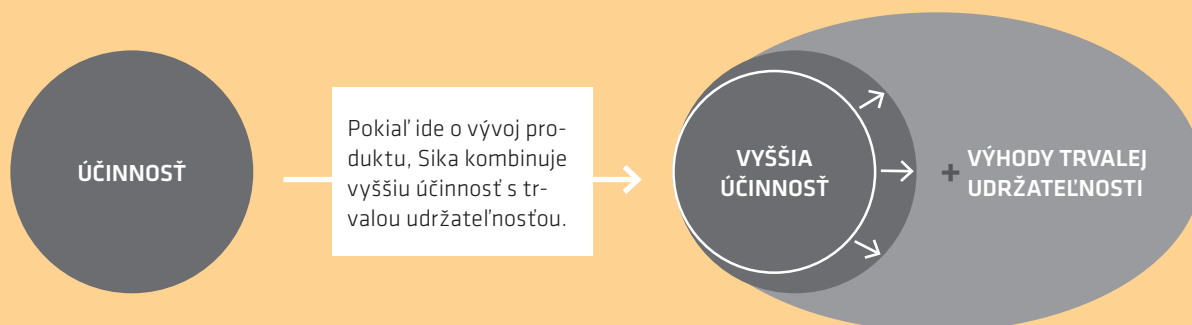 ÚČINNOSŤ
Pokiaľ ide o vývoj pro-
duktu, Sika kombinuje
vyššiu účinnosť s tr-
valou udržateľnosťou.
VYŠŠIA
ÚČINNOSŤ
+ VÝHODY TRVALEJ
UDRŽATEĽNOSTI